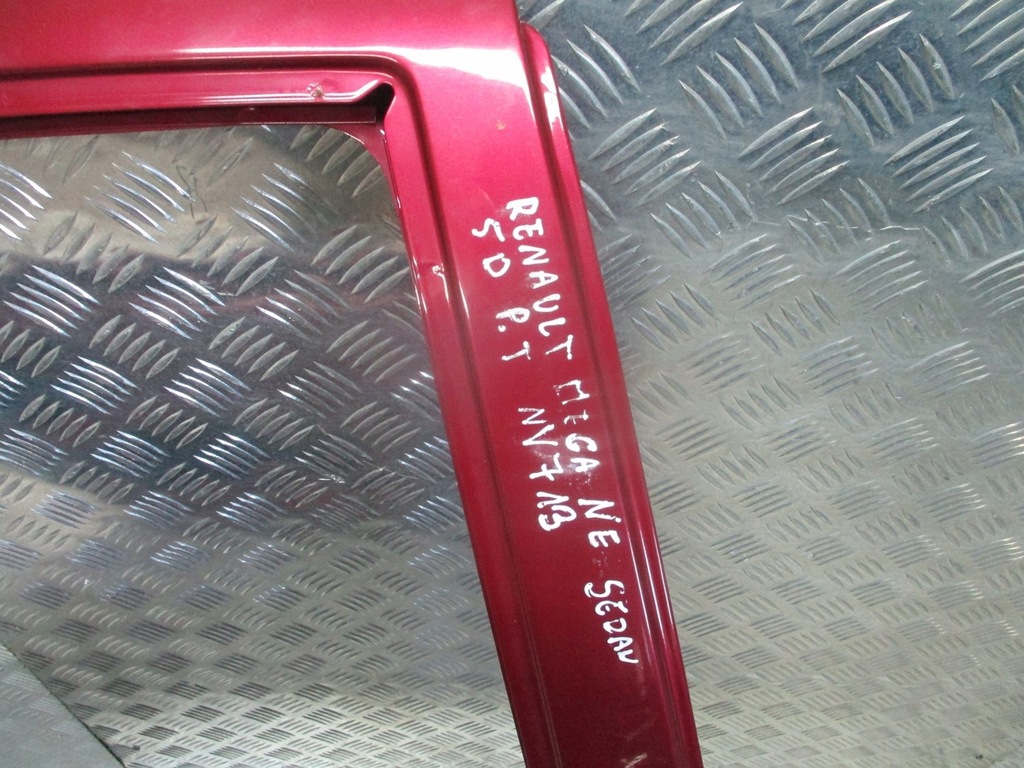 RENAULT MEGANE SEDAN
5D P.T NV713